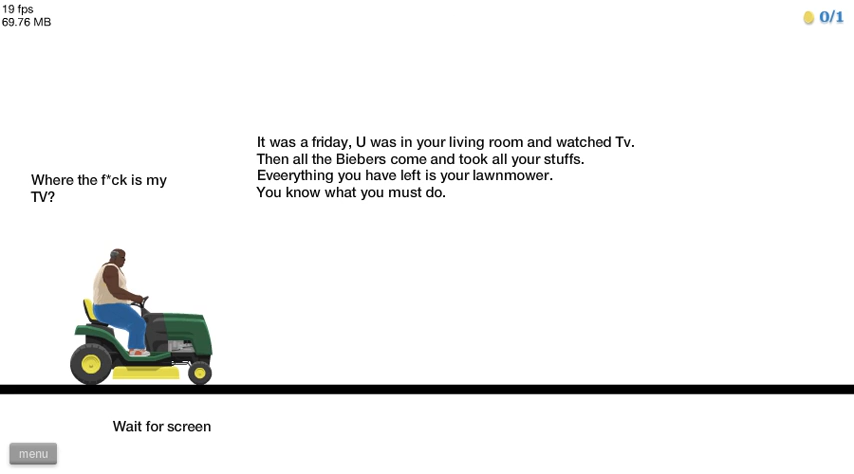 19 fps
69.76 MB
0/1
It was a friday, U was in your living room and watched Tv.
Then all the Biebers come and took all your stuffs.
Eveerything you have left is your lawnmower.
You know what you must do.
Where the f*ck is my
TV?
Wait for screen
menu